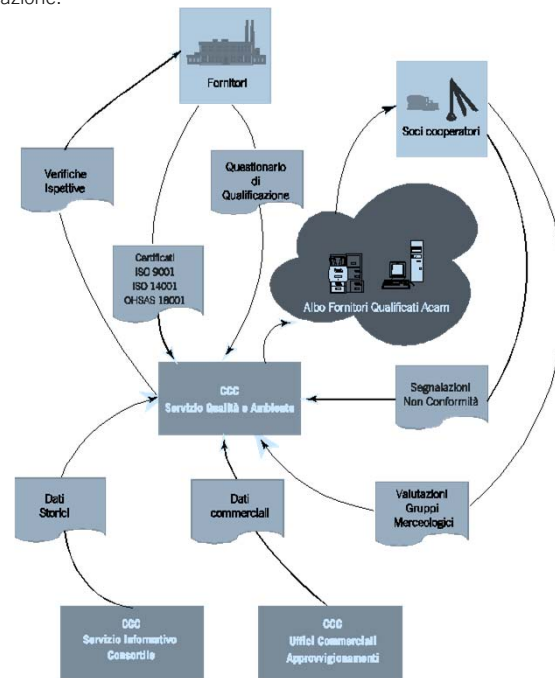 azione.
Fornitori
Soci cooperatori
Verifiche
Ispettive
Questionario
di
Qualificazione
Certificati
ISO 9001
ISO 14001
OHSAS 18001
Albo Fornitori Qualificati Acam
CCC
Servizio Qualità e Ambiente
Segnalazioni
Non Conformità
Dati
Storici
Dati
commerciali
Valutazioni
Gruppi
Merceologici
CCC
Servizio Informativo
Consortile
CCC
Uffici Commerciali
Approvvigionamenti